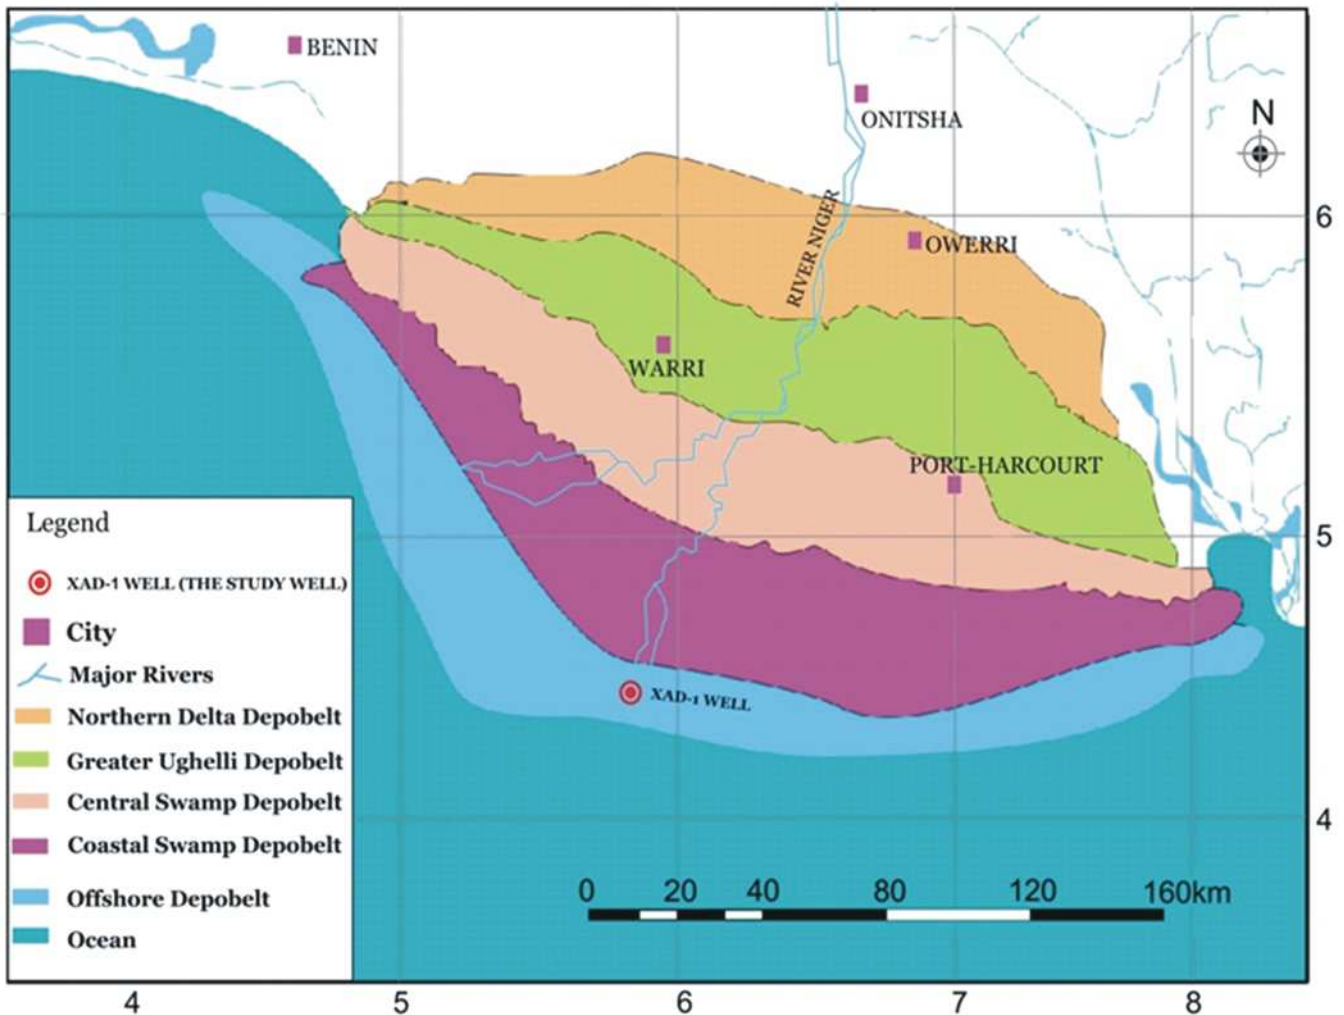 BENIN
ONITSHA
N
6
RIVER NIGER
OWERRI
WARRI
PORT-HARCOURT
5
Legend
XAD-1 WELL (THE STUDY WELL)
City
Major Rivers
XAD-1 WELL
Northern Delta Depobelt
Greater Ughelli Depobelt
Central Swamp Depobelt
4
Coastal Swamp Depobelt
Offshore Depobelt
Ocean
0 20 40 80 120 160km
4 5 6 7 8